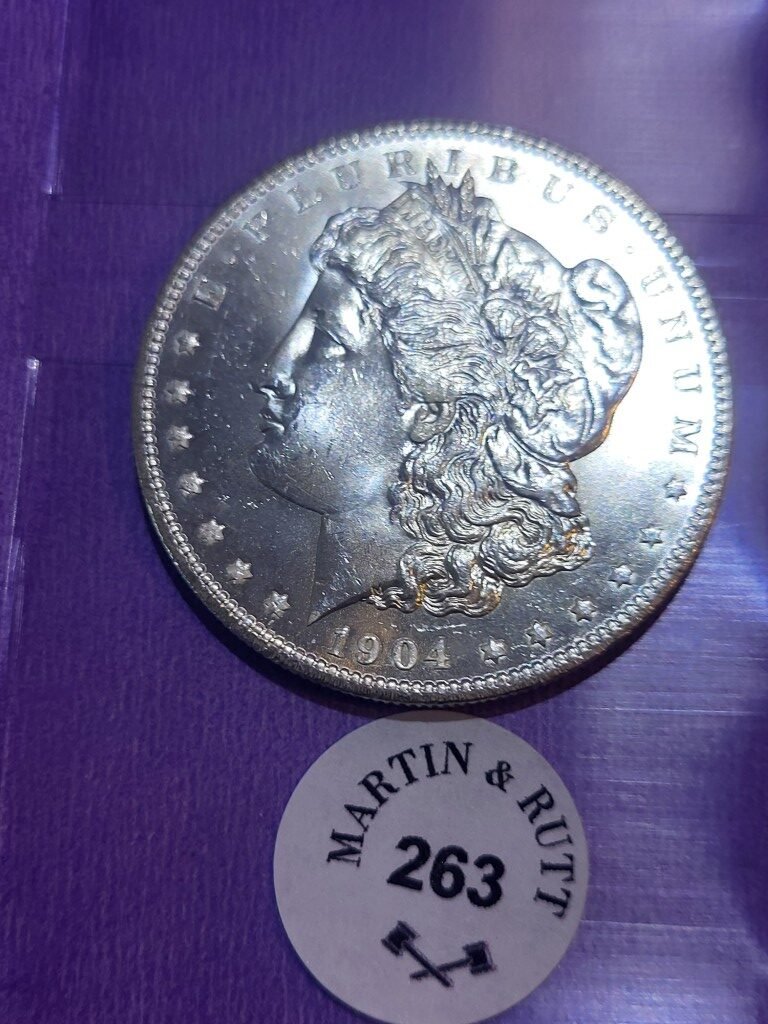 E · PLURIBUS · UNUM
1904
MARTIN & RUTT
263